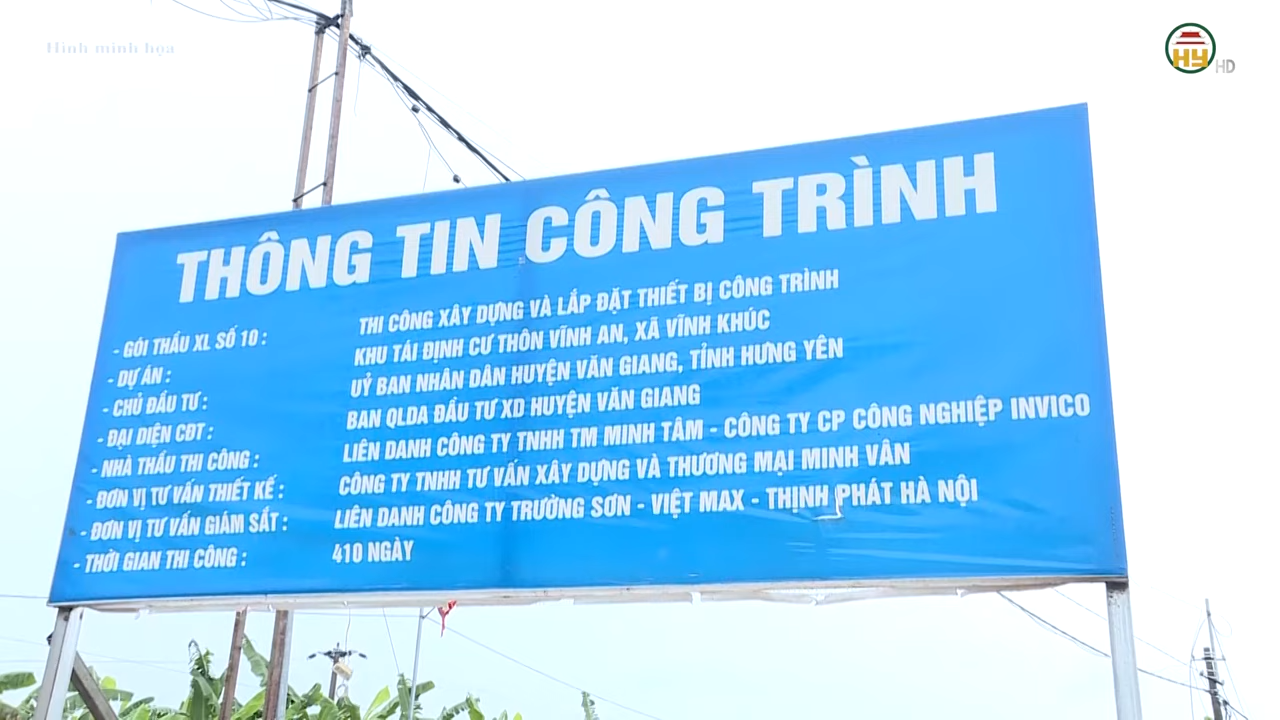 Hình minh họa
HY HD
THÔNG TIN CÔNG TRÌNH
- GÓI THẦU XL SỐ 10 : THI CÔNG XÂY DỰNG VÀ LẮP ĐẶT THIẾT BỊ CÔNG TRÌNH
- DỰ ÁN : KHU TÁI ĐỊNH CƯ THÔN VĨNH AN, XÃ VĨNH KHÚC
- CHỦ ĐẦU TƯ : UỶ BAN NHÂN DÂN HUYỆN VĂN GIANG, TỈNH HƯNG YÊN
- ĐẠI DIỆN CĐT : BAN QLDA ĐẦU TƯ XD HUYỆN VĂN GIANG
- NHÀ THẦU THI CÔNG : LIÊN DANH CÔNG TY TNHH TM MINH TÂM - CÔNG TY CP CÔNG NGHIỆP INVICO
- ĐƠN VỊ TƯ VẤN THIẾT KẾ : CÔNG TY TNHH TƯ VẤN XÂY DỰNG VÀ THƯƠNG MẠI MINH VÂN
- ĐƠN VỊ TƯ VẤN GIÁM SẮT : LIÊN DANH CÔNG TY TRƯỜNG SƠN - VIỆT MAX - THỊNH PHÁT HÀ NỘI
- THỜI GIAN THI CÔNG : 410 NGÀY